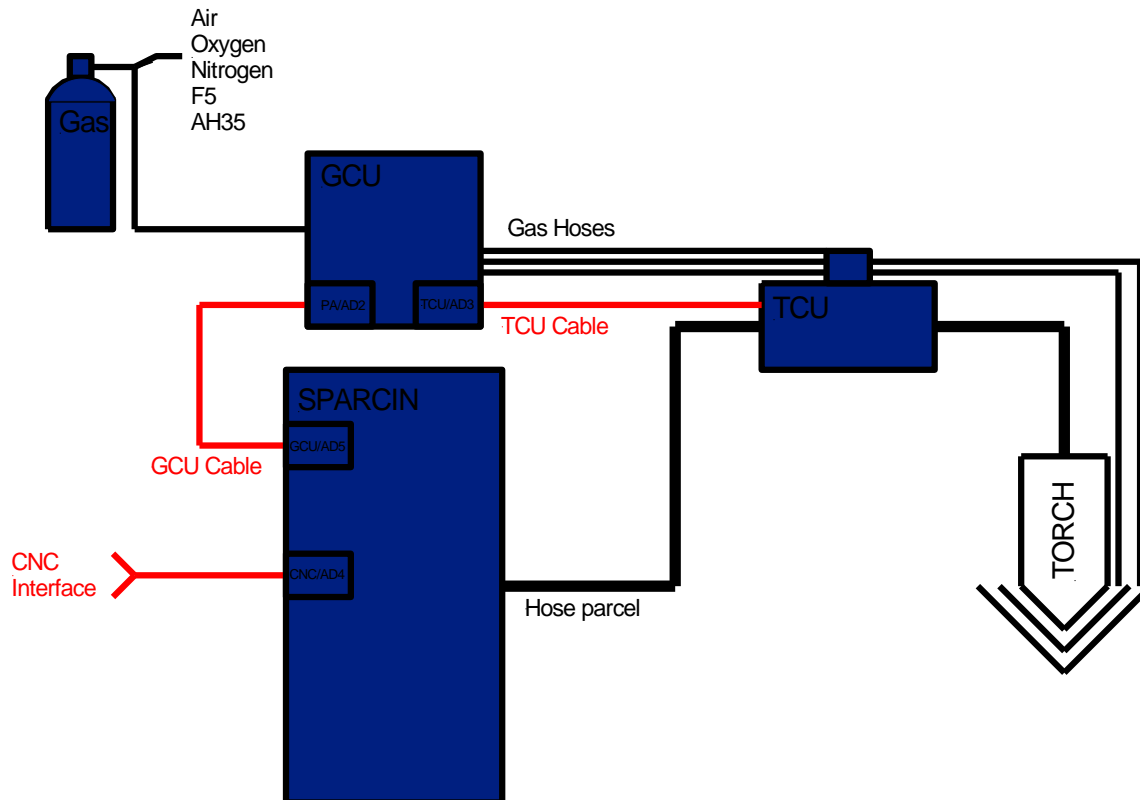 Air
Oxygen
Nitrogen
F5
AH35
Gas
GCU
Gas Hoses
PA/AD2
TCU/AD3
TCU Cable
TCU
SPARCIN
GCU/AD5
GCU Cable
CNC
Interface
CNC/AD4
Hose parcel
TORCH